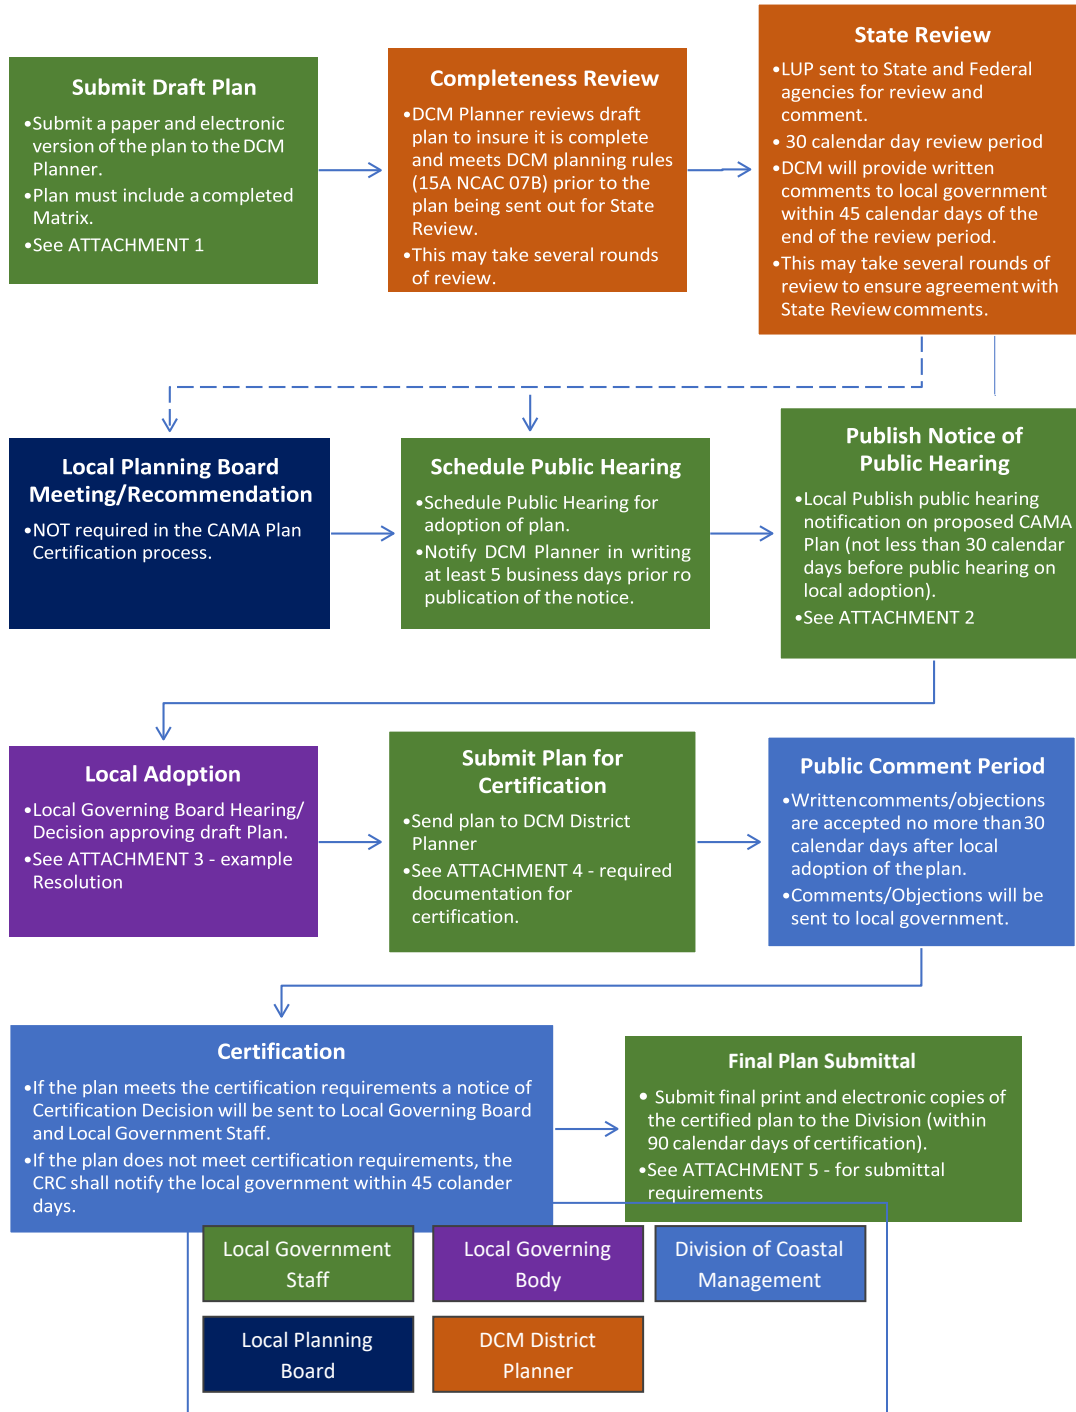 Submit Draft Plan
•Submit a paper and electronic
version of the plan to the DCM
Planner.
•Plan must include a completed
Matrix.
•See ATTACHMENT 1
Completeness Review
•DCM Planner reviews draft
plan to insure it is complete
and meets DCM planning rules
(15A NCAC 07B) prior to the
plan being sent out for State
Review.
•This may take several rounds
of review.
State Review
•LUP sent to State and Federal
agencies for review and
comment.
• 30 calendar day review period
•DCM will provide written
comments to local government
within 45 calendar days of the
end of the review period.
•This may take several rounds of
review to ensure agreement with
State Review comments.
Local Planning Board
Meeting/Recommendation
•NOT required in the CAMA Plan
Certification process.
Schedule Public Hearing
•Schedule Public Hearing for
adoption of plan.
•Notify DCM Planner in writing
at least 5 business days prior ro
publication of the notice.
Publish Notice of
Public Hearing
•Local Publish public hearing
notification on proposed CAMA
Plan (not less than 30 calendar
days before public hearing on
local adoption).
•See ATTACHMENT 2
Local Adoption
•Local Governing Board Hearing/
Decision approving draft Plan.
•See ATTACHMENT 3 - example
Resolution
Submit Plan for
Certification
•Send plan to DCM District
Planner
•See ATTACHMENT 4 - required
documentation for
certification.
Public Comment Period
•Written comments/objections
are accepted no more than 30
calendar days after local
adoption of the plan.
•Comments/Objections will be
sent to local government.
Certification
•If the plan meets the certification requirements a notice of
Certification Decision will be sent to Local Governing Board
and Local Government Staff.
•If the plan does not meet certification requirements, the
CRC shall notify the local government within 45 colander
days.
Final Plan Submittal
• Submit final print and electronic copies of
the certified plan to the Division (within
90 calendar days of certification).
•See ATTACHMENT 5 - for submittal
requirements
Local Government
Staff
Local Governing
Body
Division of Coastal
Management
Local Planning
Board
DCM District
Planner